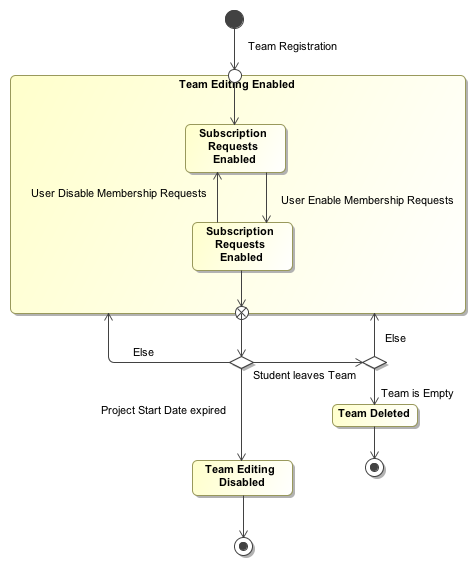 Team Registration
Team Editing Enabled
Subscription
Requests
Enabled
User Disable Membership Requests
User Enable Membership Requests
Subscription
Requests
Enabled
Else
Else
Student leaves Team
Team is Empty
Project Start Date expired
Team Deleted
Team Editing
Disabled